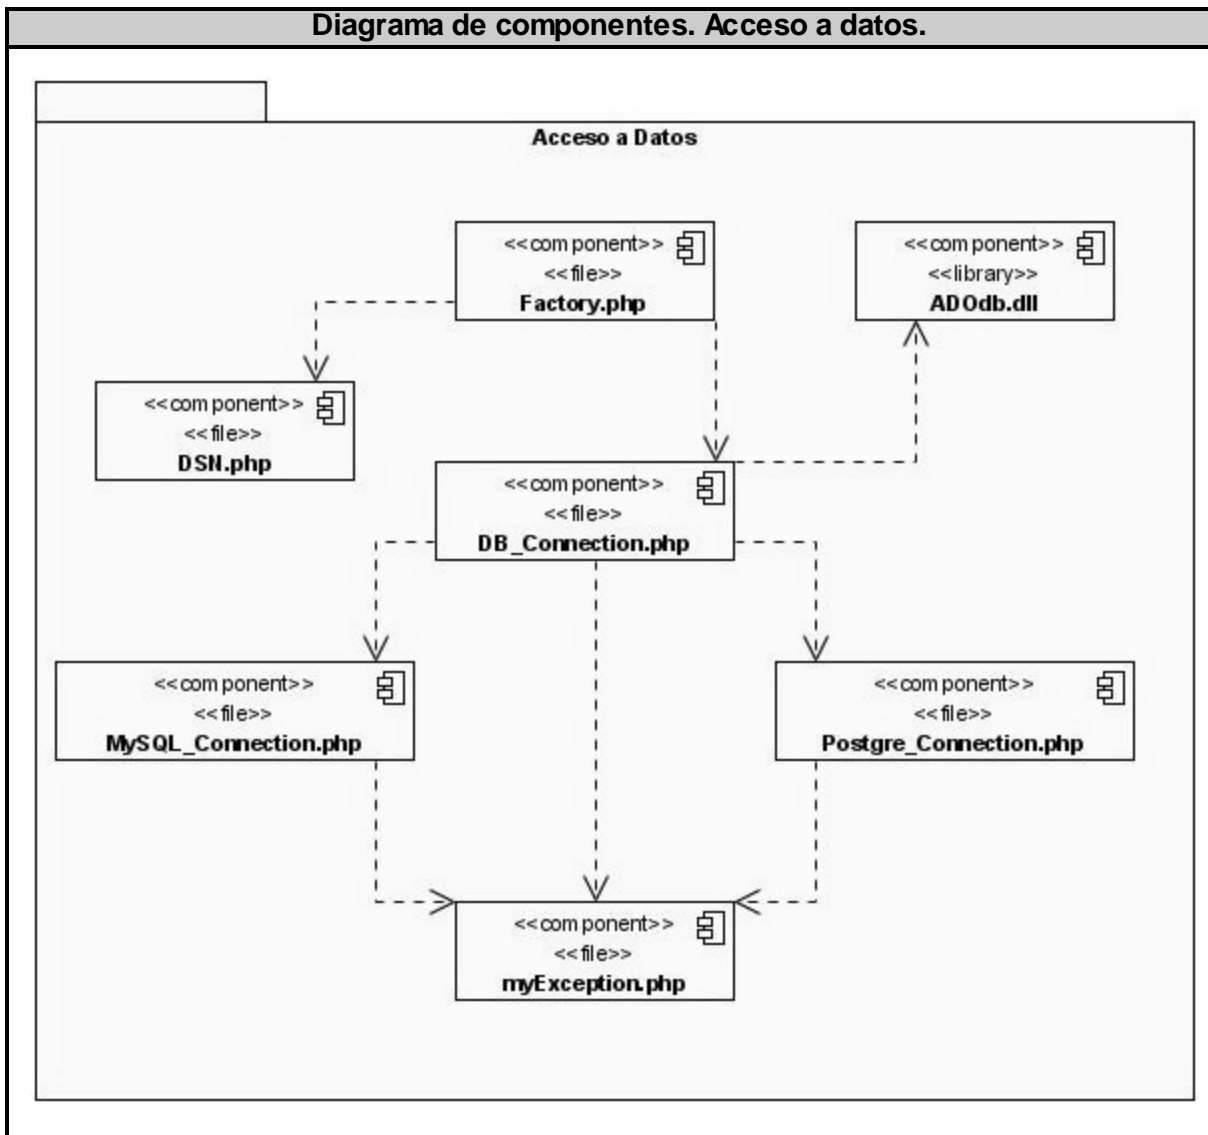 Diagrama de componentes. Acceso a datos.
Acceso a Datos
<<component>>
<<file>>
Factory.php
<<component>>
<<library>>
ADOdb.dll
<<component>>
<<file>>
DSN.php
<<component>>
<<file>>
DB_Connection.php
<<component>>
<<file>>
MySQL_Connection.php
<<component>>
<<file>>
Postgre_Connection.php
<<component>>
<<file>>
myException.php